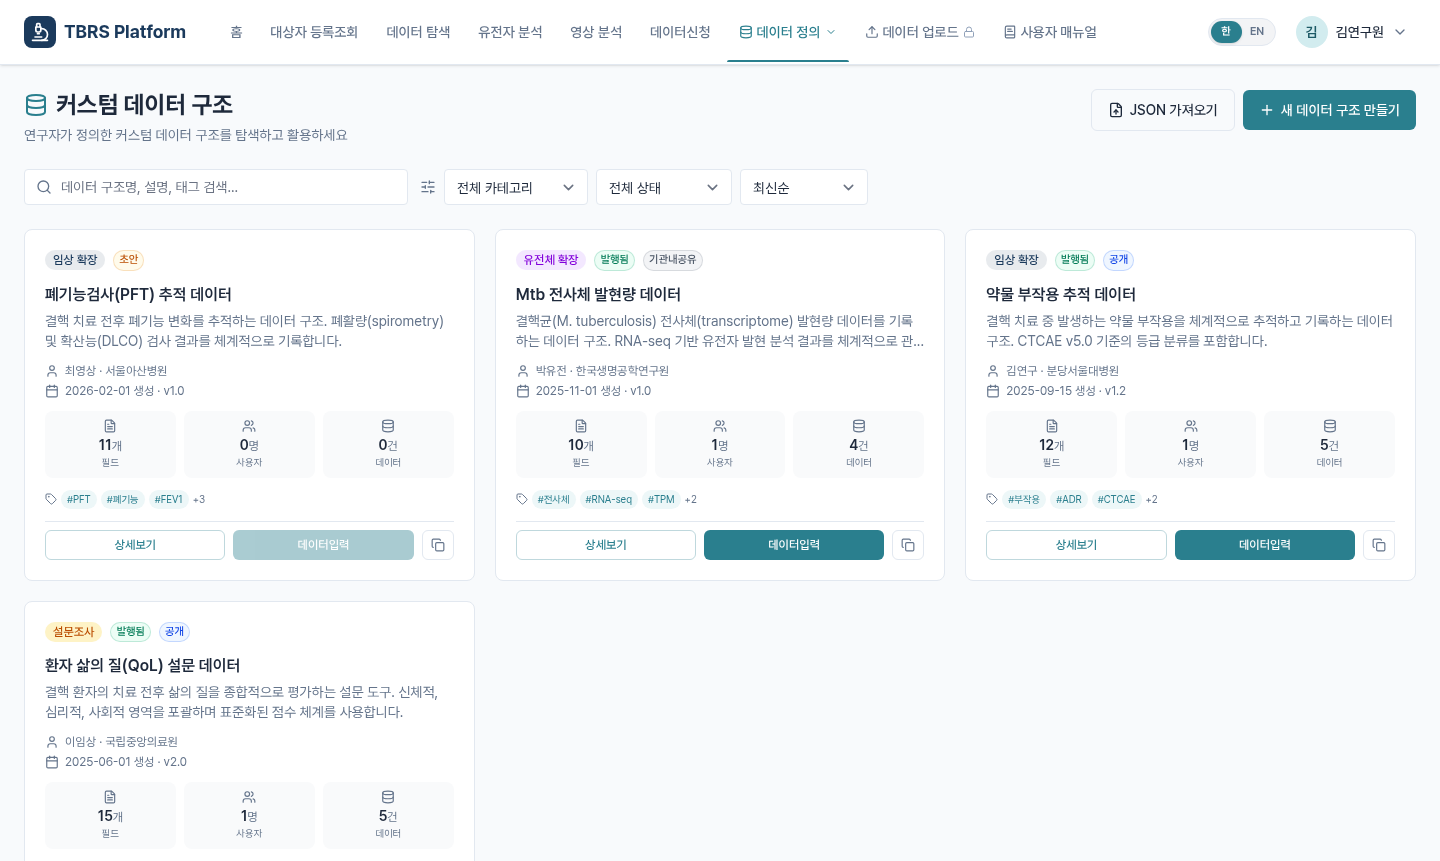 TBRS Platform
홈
대상자 등록조회
데이터 탐색
유전자 분석
영상 분석
데이터신청
데이터 정의
데이터 업로드
사용자 매뉴얼
한 EN
김 김연구원
커스텀 데이터 구조
연구자가 정의한 커스텀 데이터 구조를 탐색하고 활용하세요
JSON 가져오기
새 데이터 구조 만들기
데이터 구조명, 설명, 태그 검색...
전체 카테고리
전체 상태
최신순
임상 확장 초안
폐기능검사(PFT) 추적 데이터
결핵 치료 전후 폐기능 변화를 추적하는 데이터 구조. 폐활량(spirometry)
및 확산능(DLCO) 검사 결과를 체계적으로 기록합니다.
최영상 · 서울아산병원
2026-02-01 생성 · v1.0
11개 0명 0건
필드 사용자 데이터
#PFT #폐기능 #FEV1 +3
상세보기 데이터입력
유전체 확장 발행됨 기관내공유
Mtb 전사체 발현량 데이터
결핵균(M. tuberculosis) 전사체(transcriptome) 발현량 데이터를 기록
하는 데이터 구조. RNA-seq 기반 유전자 발현 분석 결과를 체계적으로 관...
박유전 · 한국생명공학연구원
2025-11-01 생성 · v1.0
10개 1명 4건
필드 사용자 데이터
#전사체 #RNA-seq #TPM +2
상세보기 데이터입력
임상 확장 발행됨 공개
약물 부작용 추적 데이터
결핵 치료 중 발생하는 약물 부작용을 체계적으로 추적하고 기록하는 데이터
구조. CTCAE v5.0 기준의 등급 분류를 포함합니다.
김연구 · 분당서울대병원
2025-09-15 생성 · v1.2
12개 1명 5건
필드 사용자 데이터
#부작용 #ADR #CTCAE +2
상세보기 데이터입력
설문조사 발행됨 공개
환자 삶의 질(QoL) 설문 데이터
결핵 환자의 치료 전후 삶의 질을 종합적으로 평가하는 설문 도구. 신체적,
심리적, 사회적 영역을 포괄하며 표준화된 점수 체계를 사용합니다.
이임상 · 국립중앙의료원
2025-06-01 생성 · v2.0
15개 1명 5건
필드 사용자 데이터